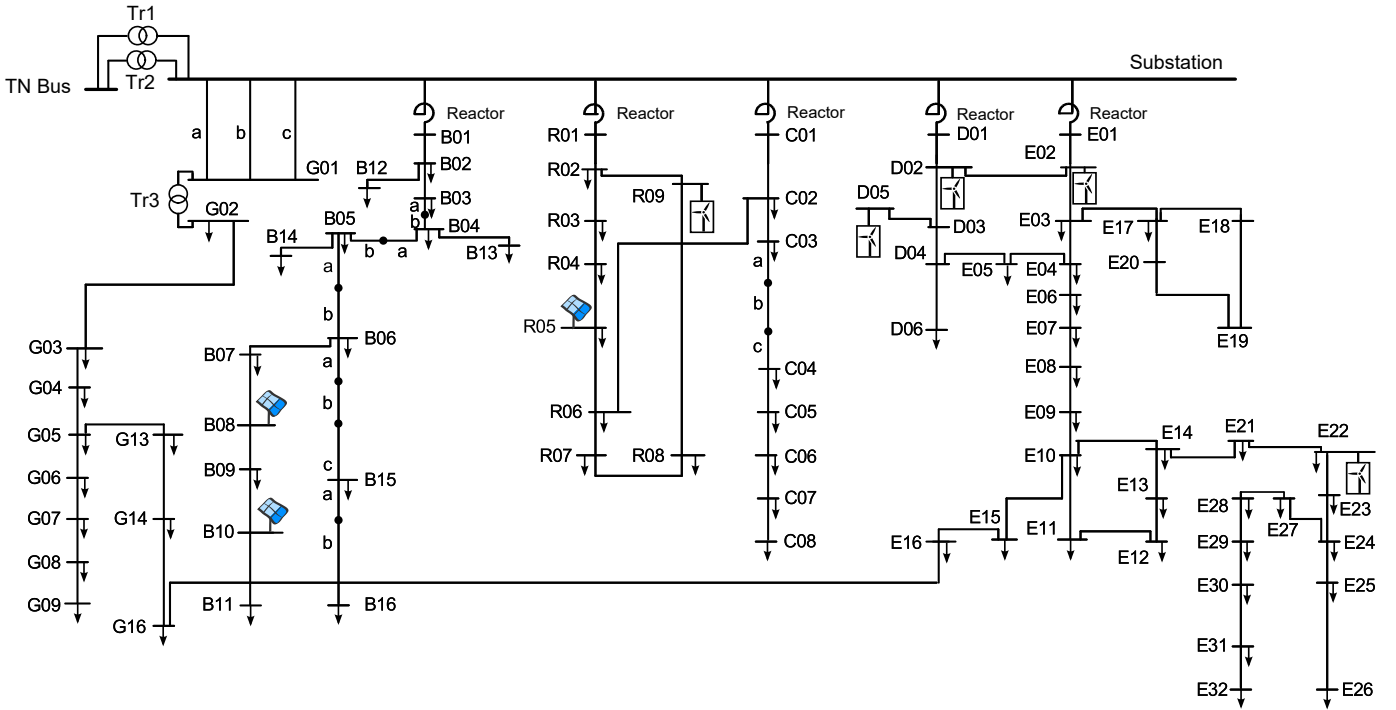 Tr1
Substation
TN Bus
Tr2
Reactor
Reactor
Reactor
Reactor
a
b
c
B01
R01
C01
D01
E01
G01
B12
B02
R02
D02
E02
Tr3
G02
B03
a
b
B04
R09
C02
D05
B05
R03
D03
E03
E17
E18
B14
b
a
B13
C03
a
R04
D04
E05
E04
E20
a
b
b
E06
R05
D06
E07
E19
G03
B07
B06
a
c
C04
E08
G04
b
B08
R06
C05
E09
G05
G13
E14
E21
E22
c
B15
a
R07
R08
C06
E10
G06
B09
E13
C07
E28
E27
E23
G07
G14
B10
b
E16
E15
E11
E12
C08
E29
E24
G08
E30
E25
G09
B11
B16
G16
E31
E32
E26